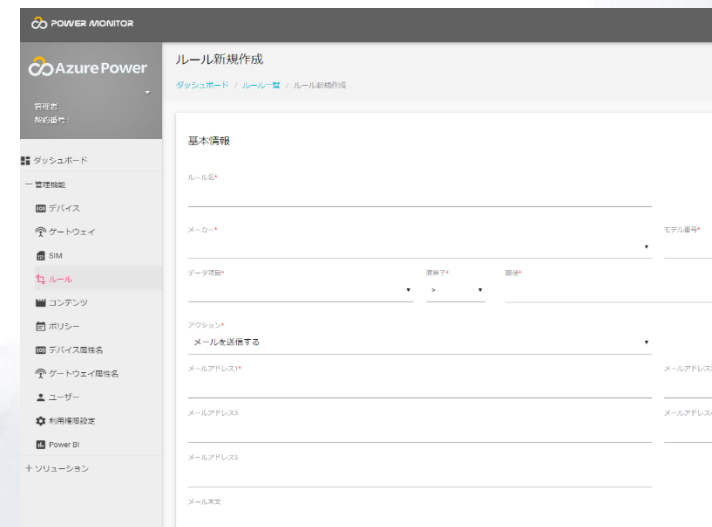 POWER MONITOR
AzurePower
管理者
契約番号:
ダッシュボード
管理機能
デバイス
ゲートウェイ
SIM
ルール
コンテンツ
ポリシー
デバイス属性名
ゲートウェイ属性名
ユーザー
利用権限設定
Power BI
+ ソリューション
ルール新規作成
ダッシュボード / ルール一覧 / ルール新規作成
基本情報
ルール名*
メーカー*
モデル番号*
データ項目*
演算子*
閾値*
>
アクション*
メールを送信する
メールアドレス1*
メールアドレス
メールアドレス3
メールアドレス
メールアドレス5
メール本文